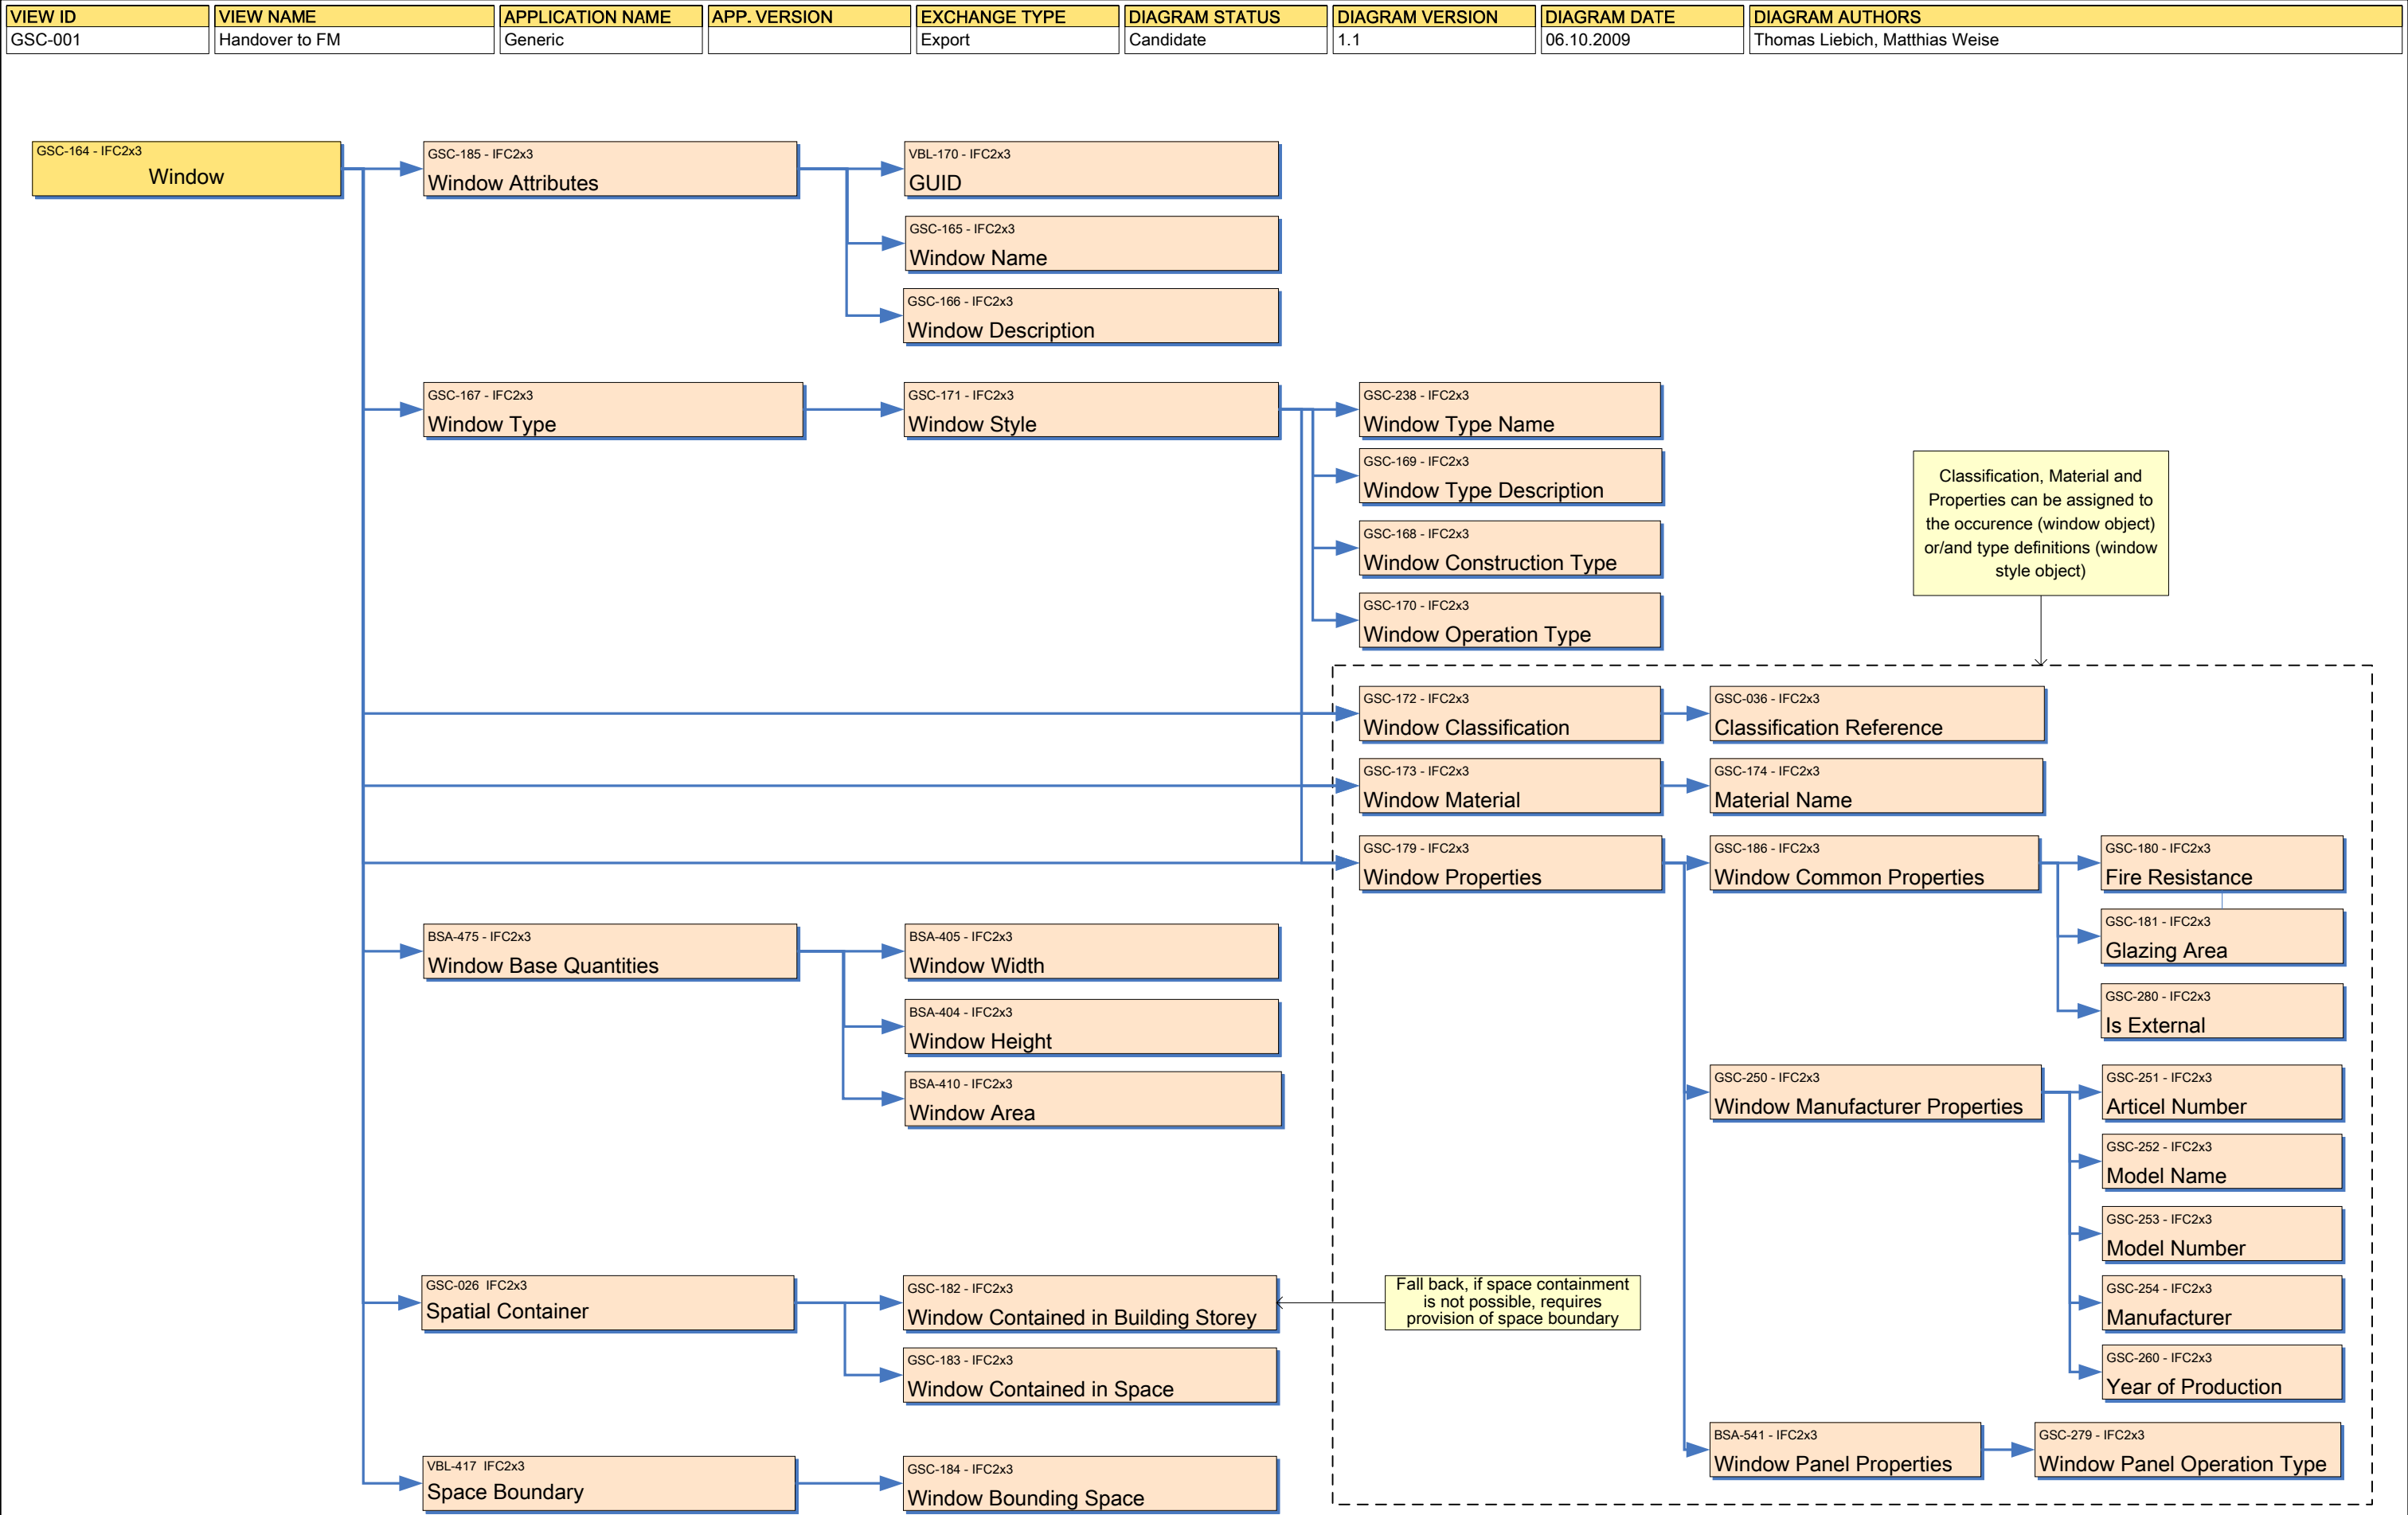 VIEW ID
GSC-001
VIEW NAME
Handover to FM
APPLICATION NAME
Generic
APP. VERSION
EXCHANGE TYPE
Export
DIAGRAM STATUS
Candidate
DIAGRAM VERSION
1.1
DIAGRAM DATE
06.10.2009
DIAGRAM AUTHORS
Thomas Liebich, Matthias Weise
GSC-164 - IFC2x3
Window
GSC-185 - IFC2x3
Window Attributes
VBL-170 - IFC2x3
GUID
GSC-165 - IFC2x3
Window Name
GSC-166 - IFC2x3
Window Description
GSC-167 - IFC2x3
Window Type
GSC-171 - IFC2x3
Window Style
GSC-238 - IFC2x3
Window Type Name
GSC-169 - IFC2x3
Window Type Description
GSC-168 - IFC2x3
Window Construction Type
GSC-170 - IFC2x3
Window Operation Type
Classification, Material and
Properties can be assigned to
the occurence (window object)
or/and type definitions (window
style object)
GSC-172 - IFC2x3
Window Classification
GSC-036 - IFC2x3
Classification Reference
GSC-173 - IFC2x3
Window Material
GSC-174 - IFC2x3
Material Name
GSC-179 - IFC2x3
Window Properties
GSC-186 - IFC2x3
Window Common Properties
GSC-180 - IFC2x3
Fire Resistance
GSC-181 - IFC2x3
Glazing Area
GSC-280 - IFC2x3
Is External
GSC-250 - IFC2x3
Window Manufacturer Properties
GSC-251 - IFC2x3
Articel Number
GSC-252 - IFC2x3
Model Name
GSC-253 - IFC2x3
Model Number
GSC-254 - IFC2x3
Manufacturer
GSC-260 - IFC2x3
Year of Production
BSA-541 - IFC2x3
Window Panel Properties
GSC-279 - IFC2x3
Window Panel Operation Type
BSA-475 - IFC2x3
Window Base Quantities
BSA-405 - IFC2x3
Window Width
BSA-404 - IFC2x3
Window Height
BSA-410 - IFC2x3
Window Area
GSC-026  IFC2x3
Spatial Container
GSC-182 - IFC2x3
Window Contained in Building Storey
Fall back, if space containment
is not possible, requires
provision of space boundary
GSC-183 - IFC2x3
Window Contained in Space
VBL-417  IFC2x3
Space Boundary
GSC-184 - IFC2x3
Window Bounding Space